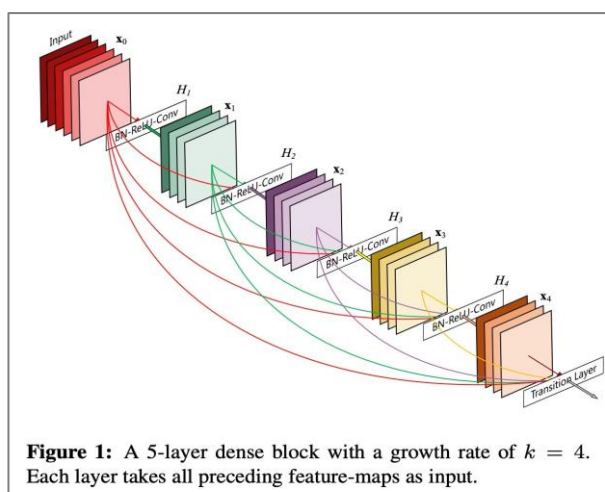 Input
x0
H1
BN-ReLU-Conv
x1
H2
BN-ReLU-Conv
x2
H3
BN-ReLU-Conv
x3
H4
BN-ReLU-Conv
x4
Transition Layer
Figure 1: A 5-layer dense block with a growth rate of k = 4.
Each layer takes all preceding feature-maps as input.